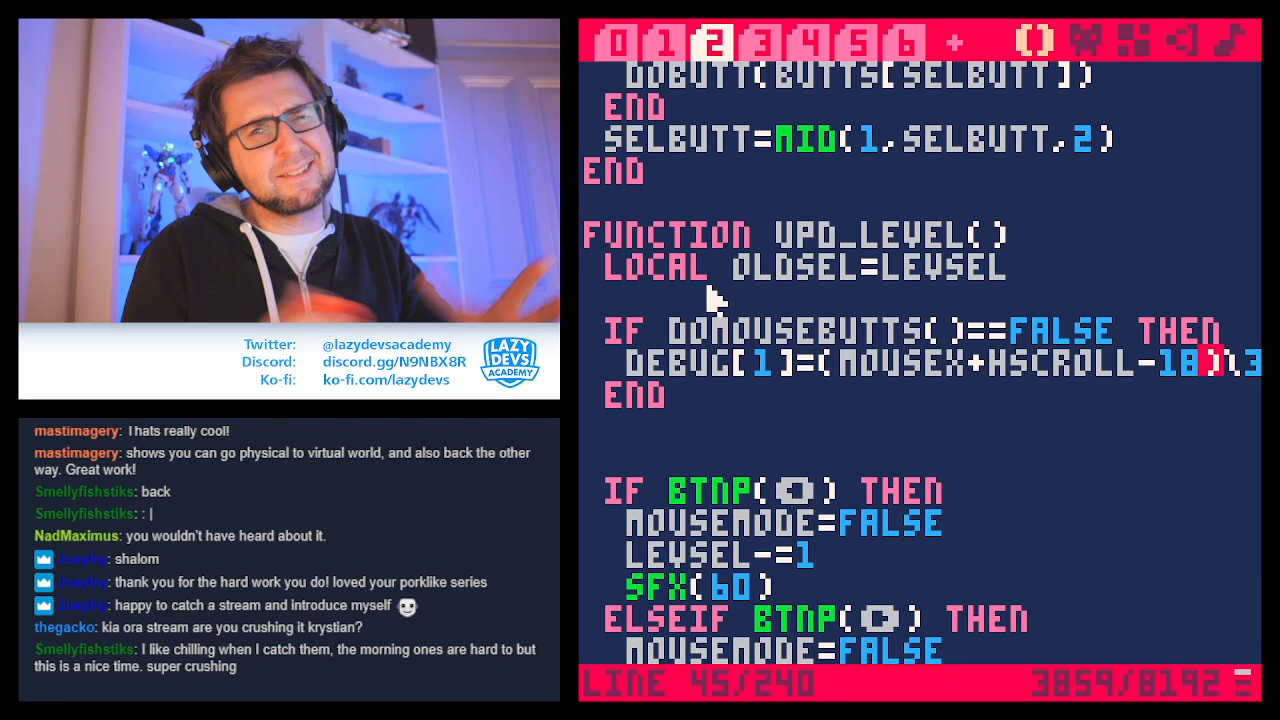 Twitter: @lazydevsacademy
Discord: discord.gg/N9NBX8R
Ko-fi: ko-fi.com/lazydevs
LAZY
DEVS
ACADEMY
mastimagery: Thats really cool!
mastimagery: shows you can go physical to virtual world, and also back the other
way. Great work!
Smellyfishstiks: back
Smellyfishstiks: : |
NadMaximus: you wouldn't have heard about it.
: shalom
: thank you for the hard work you do! loved your porklike series
: happy to catch a stream and introduce myself
thegacko: kia ora stream are you crushing it krystian?
Smellyfishstiks: I like chilling when I catch them, the morning ones are hard to but
this is a nice time. super crushing
0 1 2 3 4 5 6 + ()
DOBUTT(BUTTS[SELBUTT])
END
SELBUTT=MID(1,SELBUTT,2)
END
FUNCTION UPD_LEVEL()
LOCAL OLDSEL=LEVSEL
IF DOMOUSEBUTTS()==FALSE THEN
DEBUG[1]=(MOUSEX+HSCROLL-18)\3
END
IF BTNP(⬅️) THEN
MOUSEMODE=FALSE
LEVSEL-=1
SFX(60)
ELSEIF BTNP(➡️) THEN
MOUSEMODE=FALSE
LINE 45/240 3859/8192